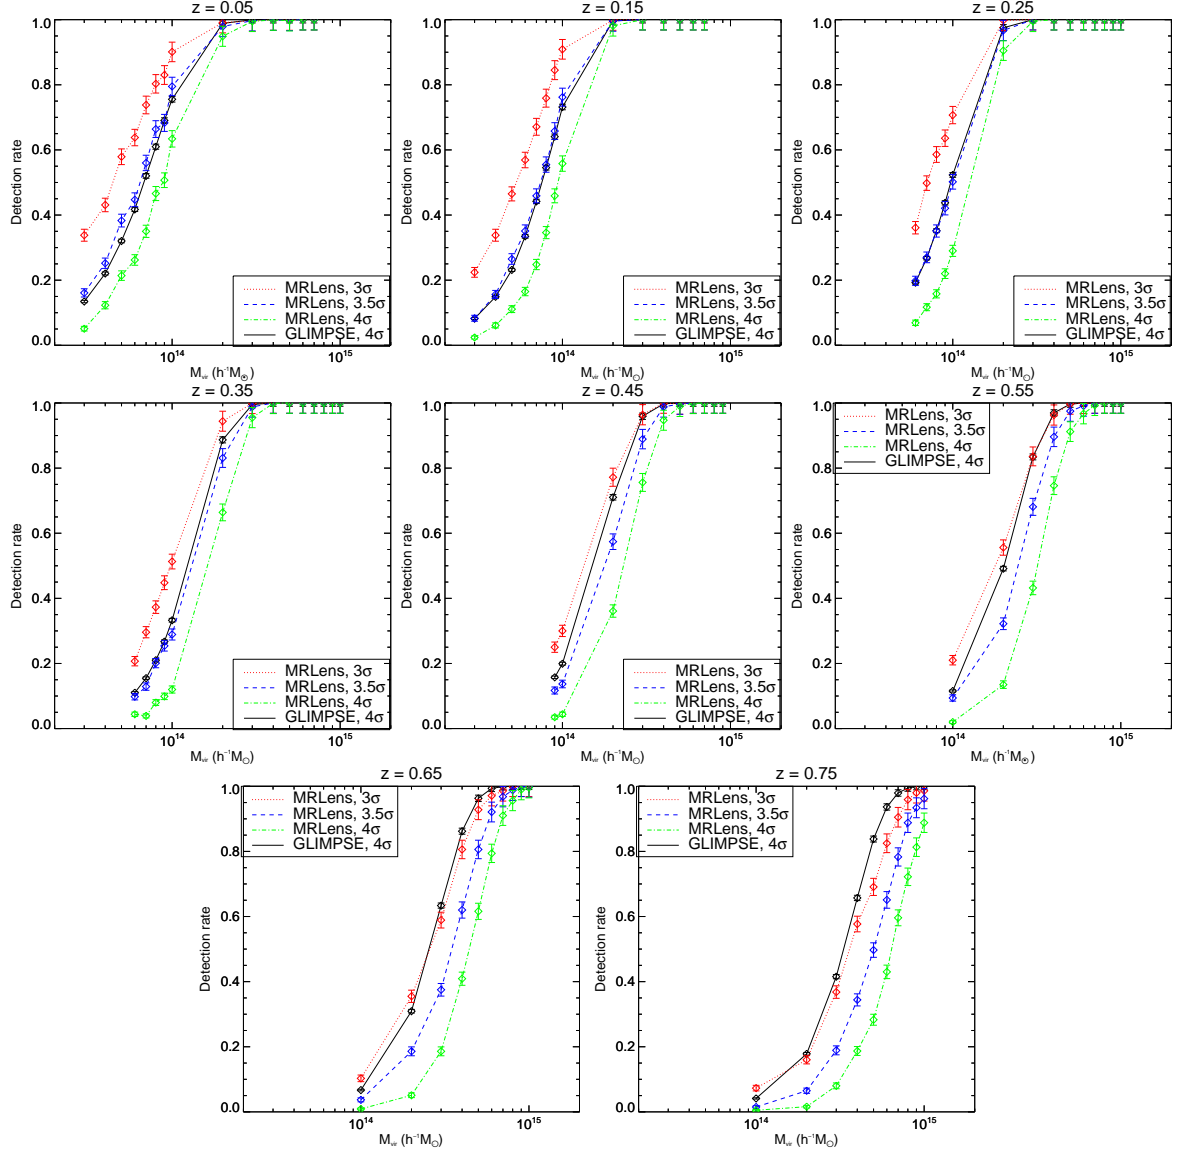 z = 0.05
1.0
0.8
0.6
0.4
0.2
0.0
Detection rate
MRLens, 3σ
MRLens, 3.5σ
MRLens, 4σ
GLIMPSE, 4σ
10¹⁴
10¹⁵
Mᵥᵢᵣ (h⁻¹M☉)
z = 0.15
1.0
0.8
0.6
0.4
0.2
0.0
Detection rate
MRLens, 3σ
MRLens, 3.5σ
MRLens, 4σ
GLIMPSE, 4σ
10¹⁴
10¹⁵
Mᵥᵢᵣ (h⁻¹M○)
z = 0.25
1.0
0.8
0.6
0.4
0.2
0.0
Detection rate
MRLens, 3σ
MRLens, 3.5σ
MRLens, 4σ
GLIMPSE, 4σ
10¹⁴
10¹⁵
Mᵥᵢᵣ (h⁻¹M○)
z = 0.35
1.0
0.8
0.6
0.4
0.2
0.0
Detection rate
MRLens, 3σ
MRLens, 3.5σ
MRLens, 4σ
GLIMPSE, 4σ
10¹⁴
10¹⁵
Mᵥᵢᵣ (h⁻¹M○)
z = 0.45
1.0
0.8
0.6
0.4
0.2
0.0
Detection rate
MRLens, 3σ
MRLens, 3.5σ
MRLens, 4σ
GLIMPSE, 4σ
10¹⁴
10¹⁵
Mᵥᵢᵣ (h⁻¹M○)
z = 0.55
1.0
0.8
0.6
0.4
0.2
0.0
Detection rate
MRLens, 3σ
MRLens, 3.5σ
MRLens, 4σ
GLIMPSE, 4σ
10¹⁴
10¹⁵
Mᵥᵢᵣ (h⁻¹M☉)
z = 0.65
1.0
0.8
0.6
0.4
0.2
0.0
Detection rate
MRLens, 3σ
MRLens, 3.5σ
MRLens, 4σ
GLIMPSE, 4σ
10¹⁴
10¹⁵
Mᵥᵢᵣ (h⁻¹M○)
z = 0.75
1.0
0.8
0.6
0.4
0.2
0.0
Detection rate
MRLens, 3σ
MRLens, 3.5σ
MRLens, 4σ
GLIMPSE, 4σ
10¹⁴
10¹⁵
Mᵥᵢᵣ (h⁻¹M○)